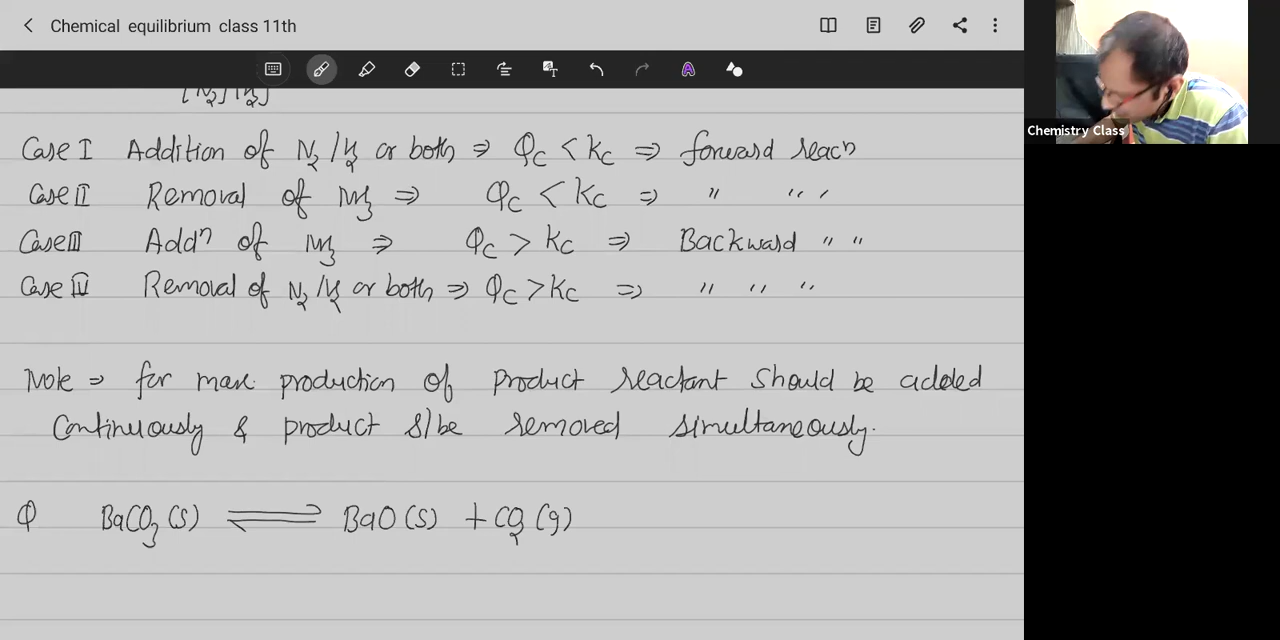 Chemical equilibrium class 11th
[N2] [H2]
Chemistry Class
Case I Addition of N2/H2 or both ⇒ QC < KC ⇒ forward reacn
Case II Removal of NH3 ⇒ QC < KC ⇒ " " "
Case III Addn of NH3 ⇒ QC > KC ⇒ Backward " "
Case IV Removal of N2/H2 or both ⇒ QC > KC ⇒ " " "
Note ⇒ for max. production of product reactant should be added
Continuously & product s/be removed simultaneously.
Q BaCO3(s) ⇌ BaO(s) + CO2(g)